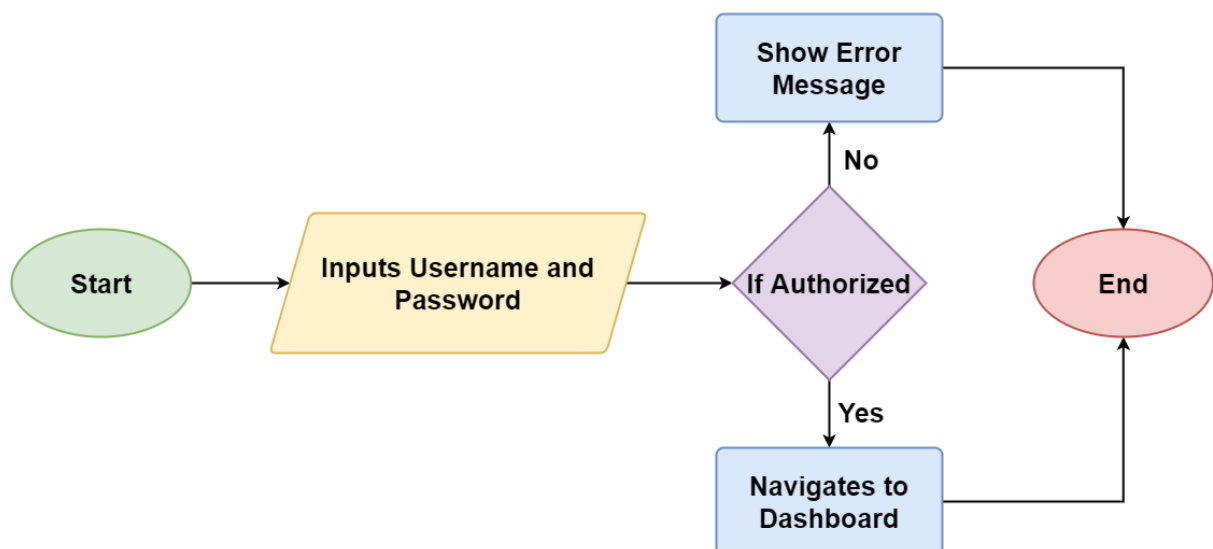 Show Error
Message
No
Start
Inputs Username and
Password
If Authorized
End
Yes
Navigates to
Dashboard